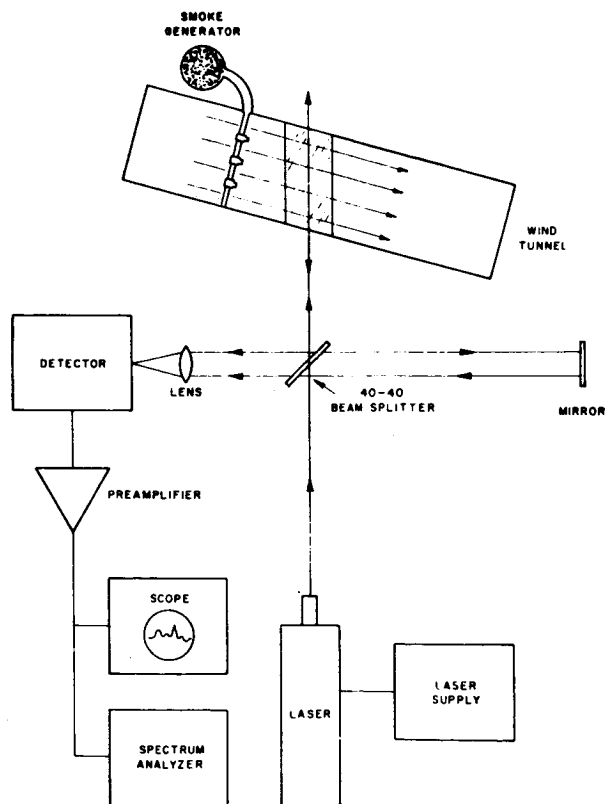 SMOKE
GENERATOR
WIND
TUNNEL
DETECTOR
LENS
40-40
BEAM SPLITTER
MIRROR
PREAMPLIFIER
SCOPE
LASER
LASER
SUPPLY
SPECTRUM
ANALYZER